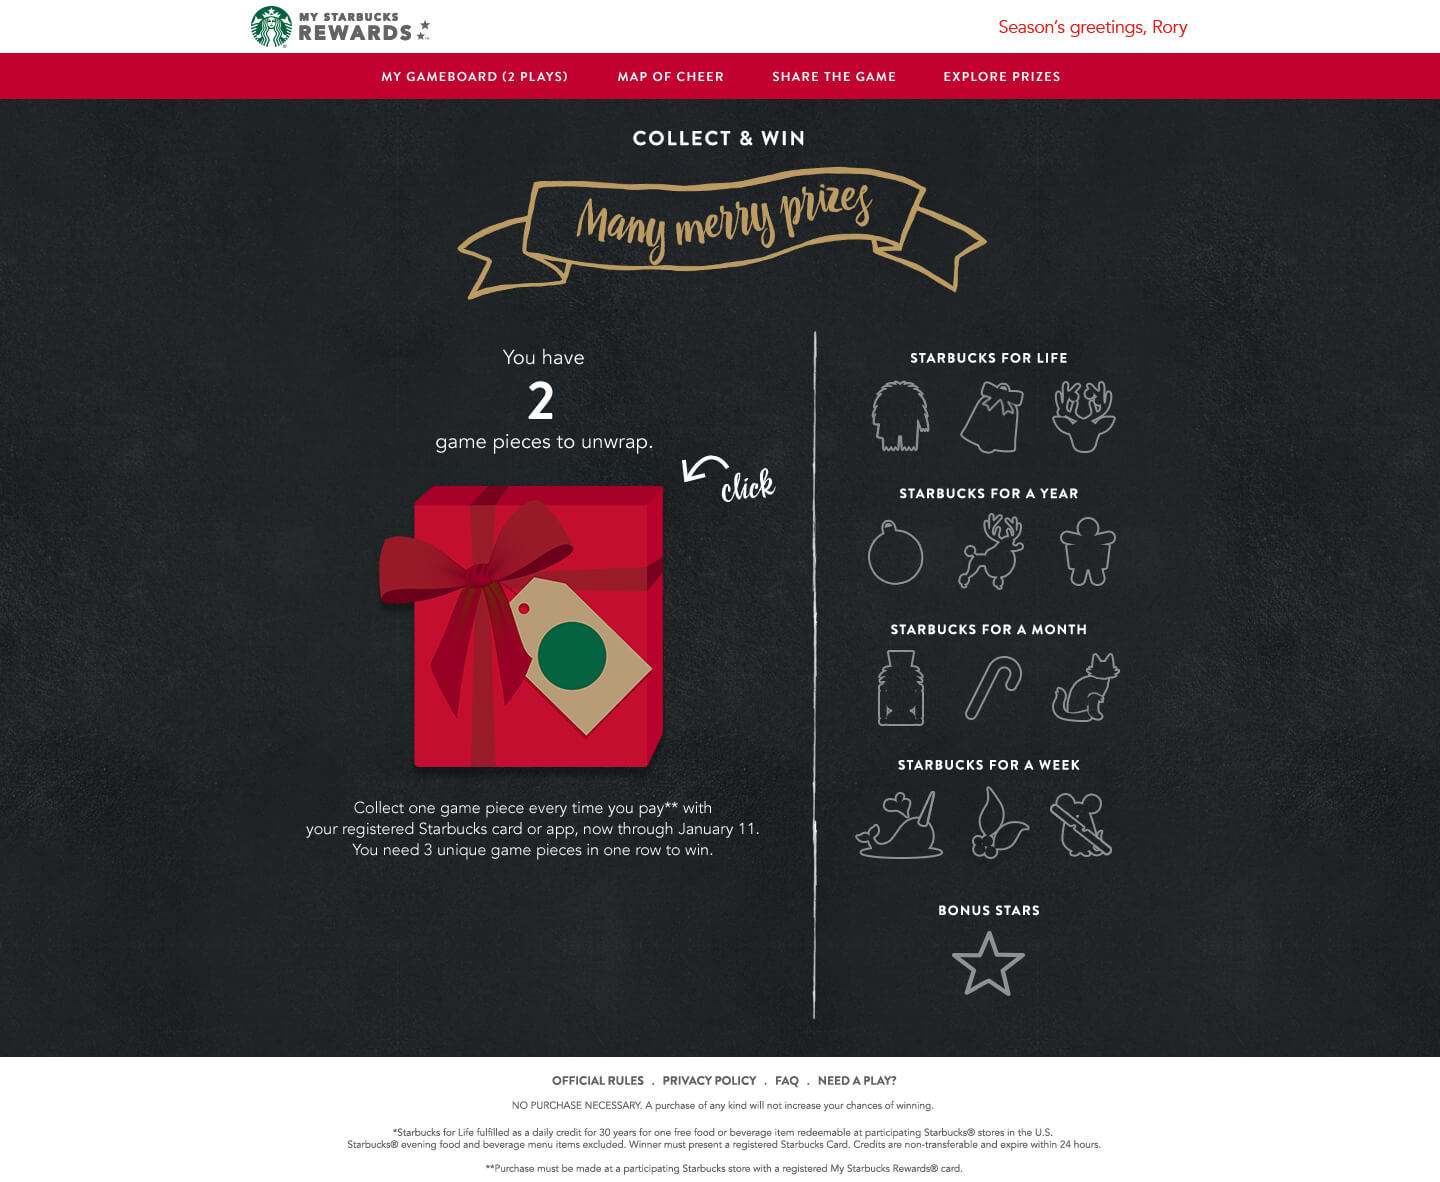 MY STARBUCKS
REWARDS
Season's greetings, Rory
MY GAMEBOARD (2 PLAYS)
MAP OF CHEER
SHARE THE GAME
EXPLORE PRIZES
COLLECT & WIN
Many merry prizes
You have
2
game pieces to unwrap.
click
Collect one game piece every time you pay** with
your registered Starbucks card or app, now through January 11.
You need 3 unique game pieces in one row to win.
STARBUCKS FOR LIFE
STARBUCKS FOR A YEAR
STARBUCKS FOR A MONTH
STARBUCKS FOR A WEEK
BONUS STARS
OFFICIAL RULES . PRIVACY POLICY . FAQ . NEED A PLAY?
NO PURCHASE NECESSARY. A purchase of any kind will not increase your chances of winning.
*Starbucks for Life fulfilled as a daily credit for 30 years for one free food or beverage item redeemable at participating Starbucks® stores in the U.S.
Starbucks® evening food and beverage menu items excluded. Winner must present a registered Starbucks Card. Credits are non-transferable and expire within 24 hours.
**Purchase must be made at a participating Starbucks store with a registered My Starbucks Rewards® card.